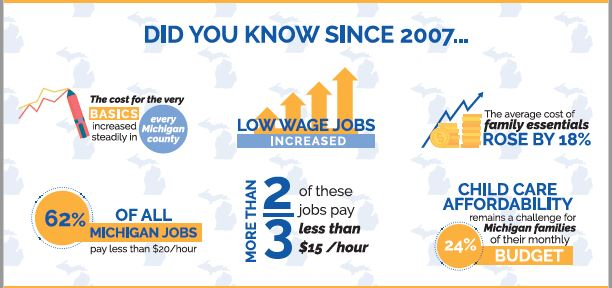 DID YOU KNOW SINCE 2007...
The cost for the very
BASICS
increased
steadily in
every
Michigan
county
LOW WAGE JOBS
INCREASED
The average cost of
family essentials
ROSE BY 18%
62%
OF ALL
MICHIGAN JOBS
pay less than $20/hour
MORE THAN
2
3
of these
jobs pay
less than
$15 /hour
CHILD CARE
AFFORDABILITY
remains a challenge for
Michigan families
24%
of their monthly
BUDGET